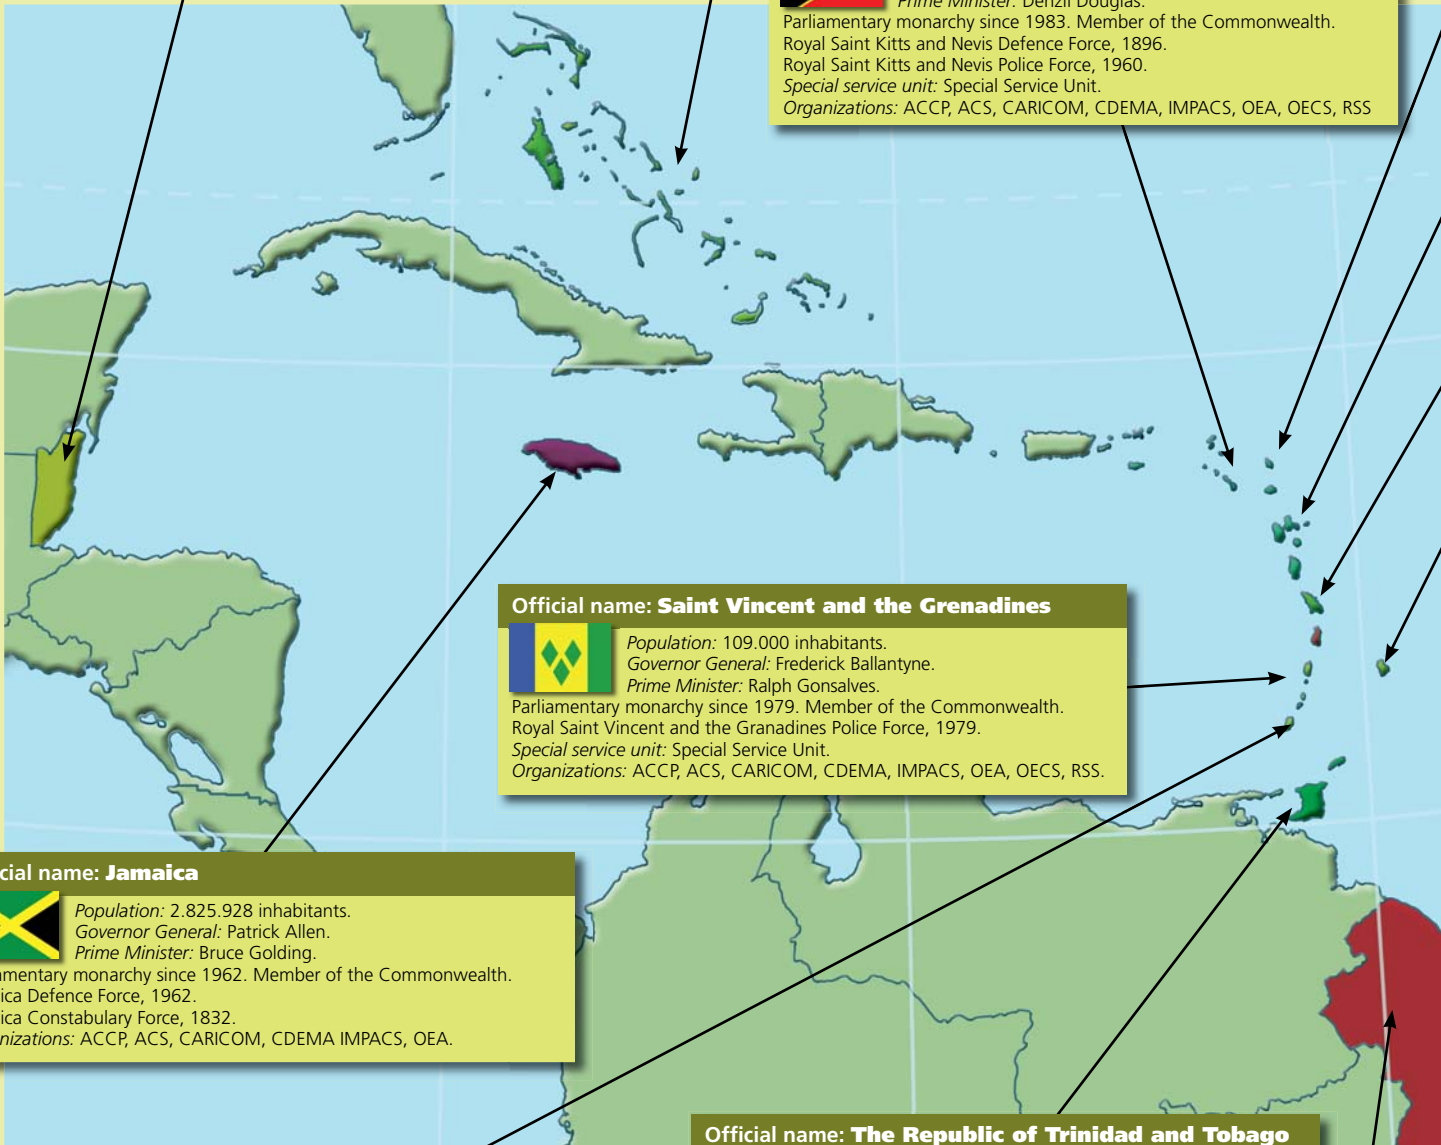 Prime Minister: Denzil Douglas.
Parliamentary monarchy since 1983. Member of the Commonwealth.
Royal Saint Kitts and Nevis Defence Force, 1896.
Royal Saint Kitts and Nevis Police Force, 1960.
Special service unit: Special Service Unit.
Organizations: ACCP, ACS, CARICOM, CDEMA, IMPACS, OEA, OECS, RSS
Official name: Saint Vincent and the Grenadines
Population: 109.000 inhabitants.
Governor General: Frederick Ballantyne.
Prime Minister: Ralph Gonsalves.
Parliamentary monarchy since 1979. Member of the Commonwealth.
Royal Saint Vincent and the Granadines Police Force, 1979.
Special service unit: Special Service Unit.
Organizations: ACCP, ACS, CARICOM, CDEMA, IMPACS, OEA, OECS, RSS.
cial name: Jamaica
Population: 2.825.928 inhabitants.
Governor General: Patrick Allen.
Prime Minister: Bruce Golding.
amentary monarchy since 1962. Member of the Commonwealth.
ica Defence Force, 1962.
ica Constabulary Force, 1832.
nizations: ACCP, ACS, CARICOM, CDEMA IMPACS, OEA.
Official name: The Republic of Trinidad and Tobago